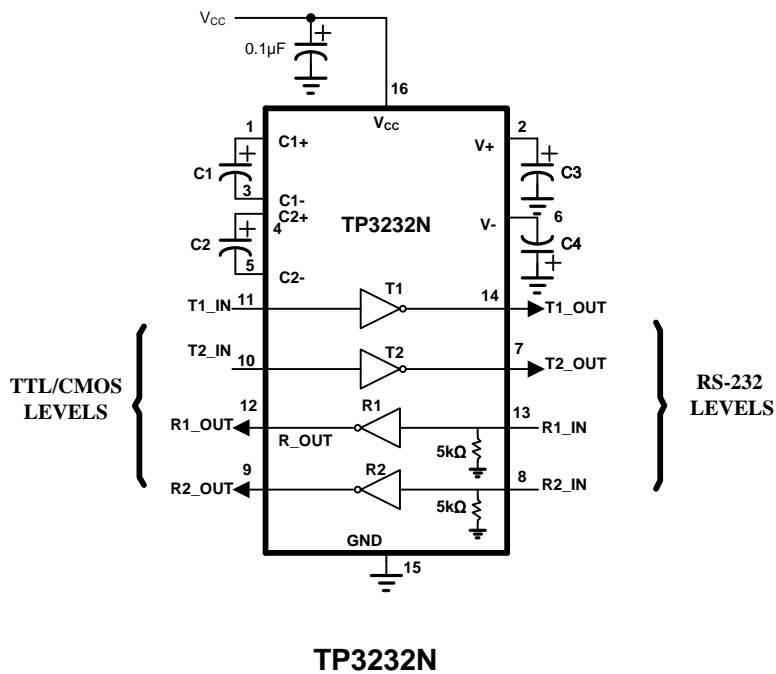 VCC
0.1µF
+
16
VCC
1
C1+
+
C1
3
C1-
C2+
4
+
C2
5
C2-
2
V+
+
C3
6
V-
C4
+
TP3232N
T1_IN
11
T1
14
T1_OUT
T2_IN
10
T2
7
T2_OUT
TTL/CMOS
LEVELS
RS-232
LEVELS
12
R1_OUT
R_OUT
R1
13
R1_IN
5kΩ
9
R2_OUT
R2
8
R2_IN
5kΩ
GND
15
TP3232N